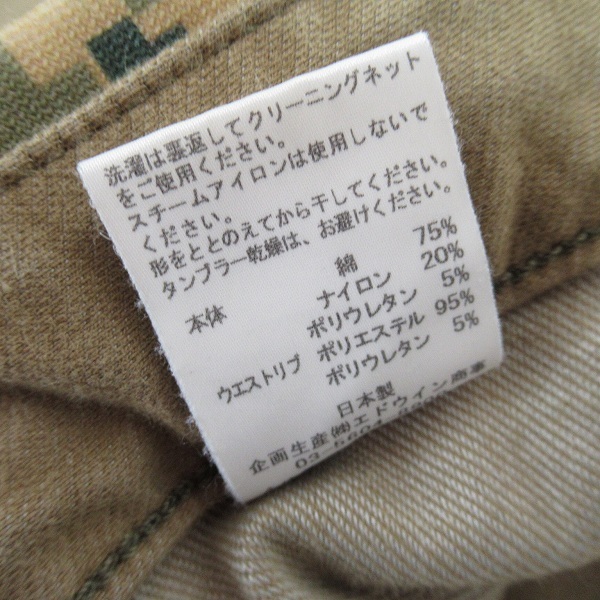 洗濯は裏返してクリーニングネット
をご使用ください。
スチームアイロンは使用しないで
ください。
形をととのえてから干してください。
タンブラー乾燥は、お避けください。
本体 綿 75%
ナイロン 20%
ポリウレタン 5%
ウエストリブ ポリエステル 95%
ポリウレタン 5%
日本製
企画生産㈱エドウイン商事
03-5604-